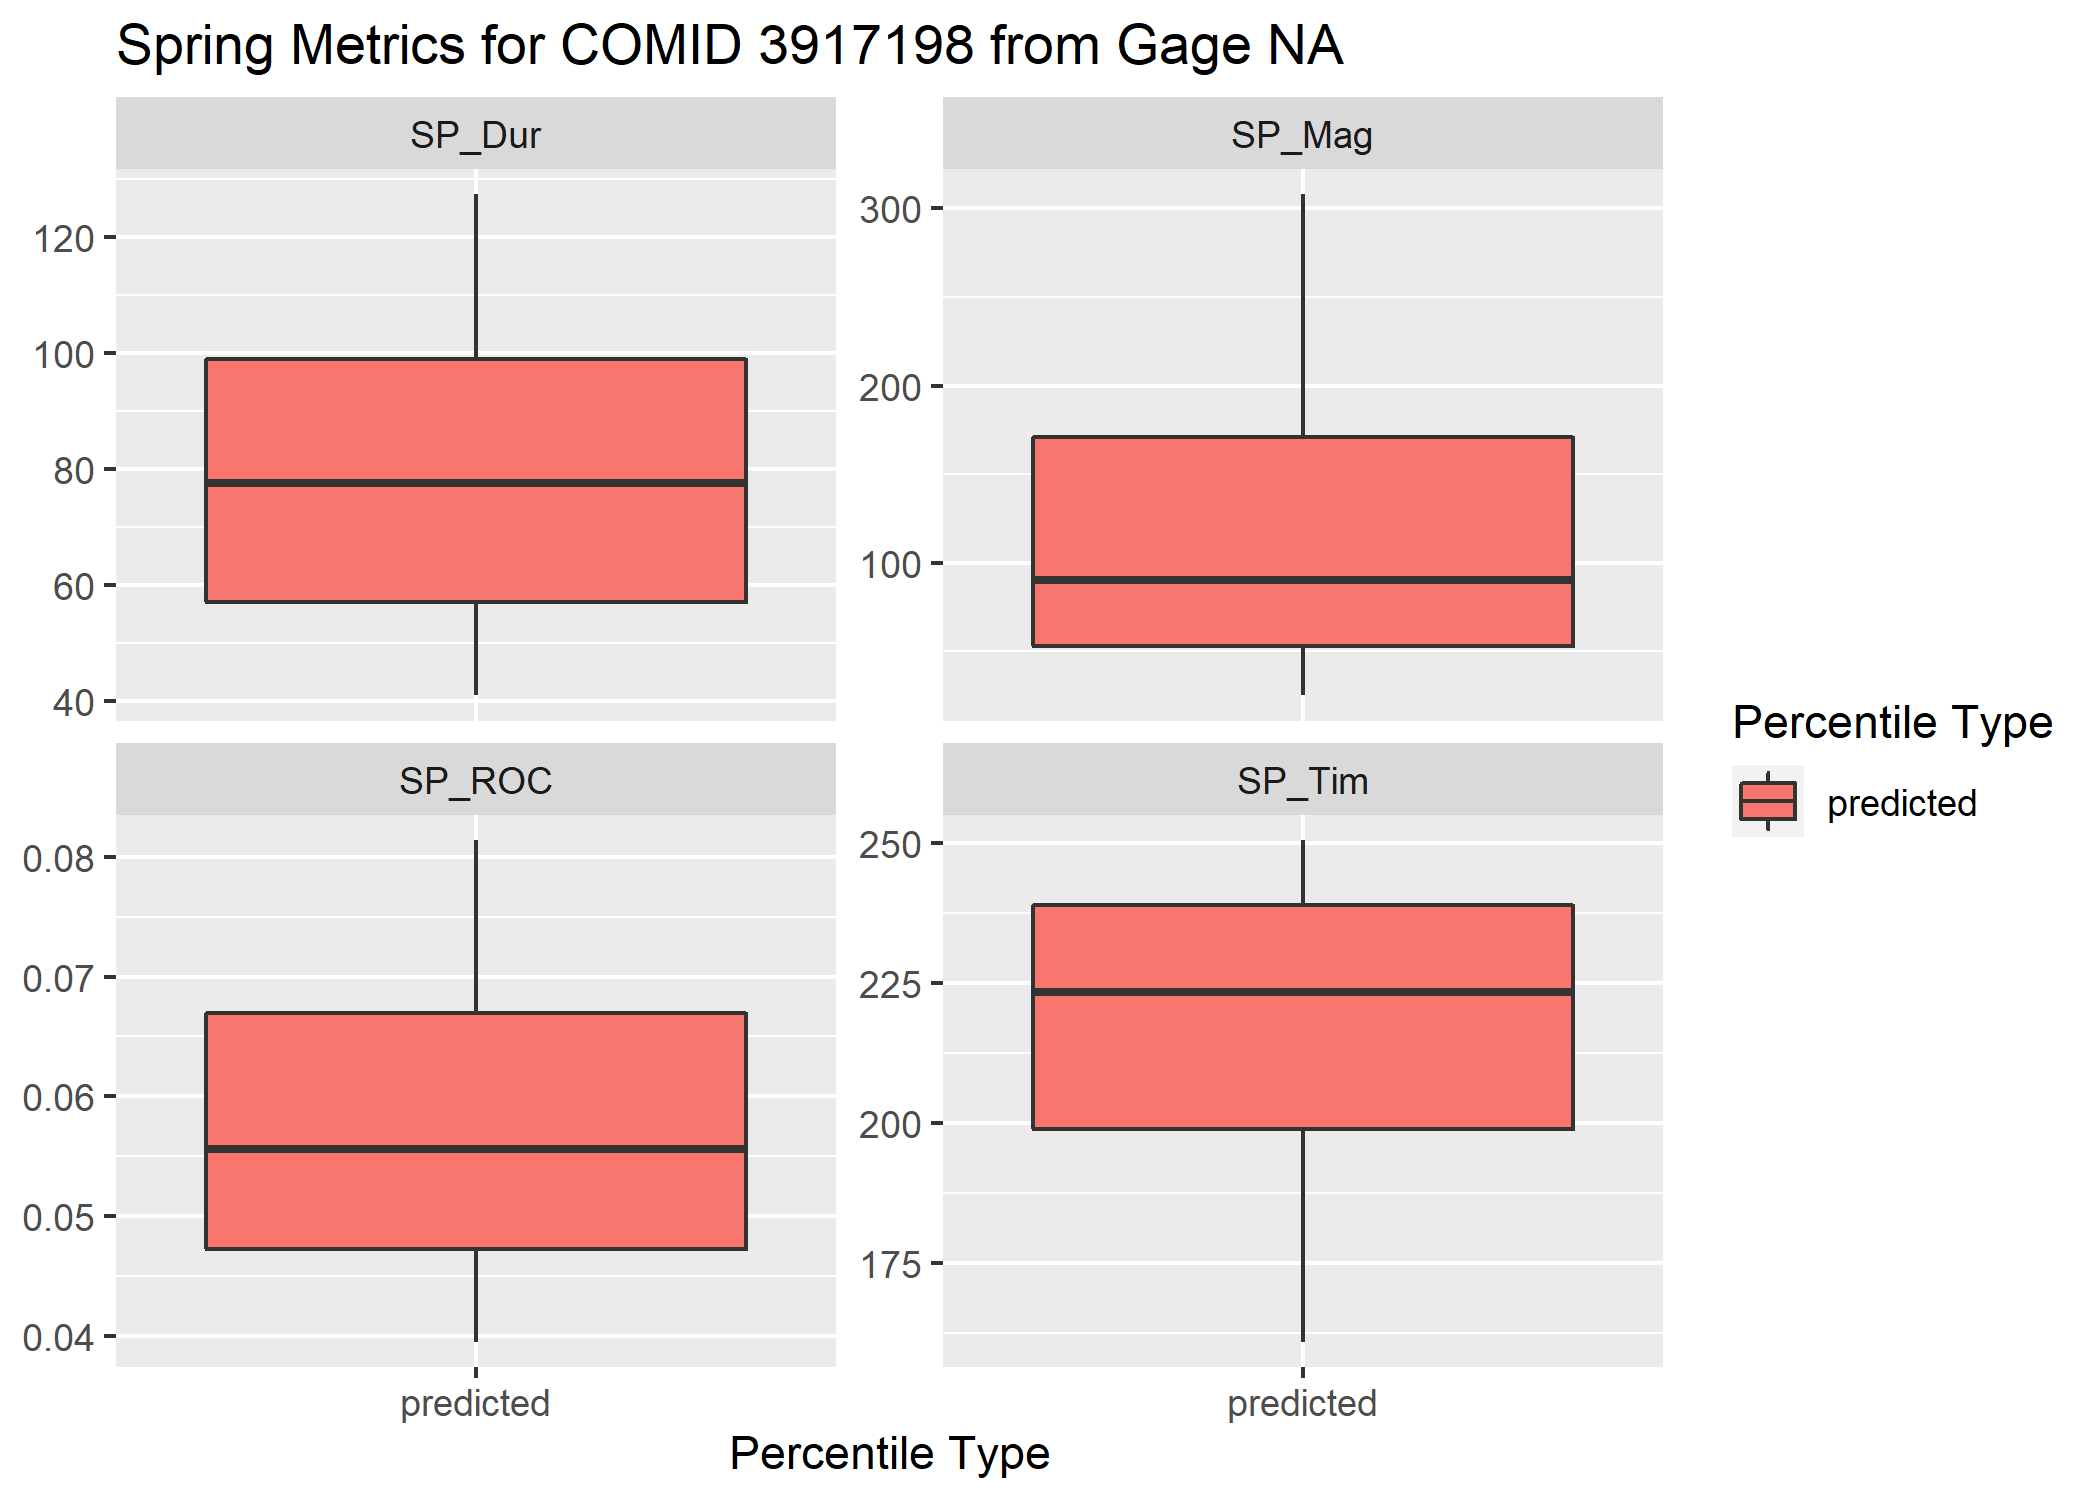 Spring Metrics for COMID 3917198 from Gage NA
SP_Dur
SP_Mag
120
100
80
60
40
300
200
100
SP_ROC
SP_Tim
0.08
0.07
0.06
0.05
0.04
250
225
200
175
predicted
predicted
Percentile Type
Percentile Type
predicted